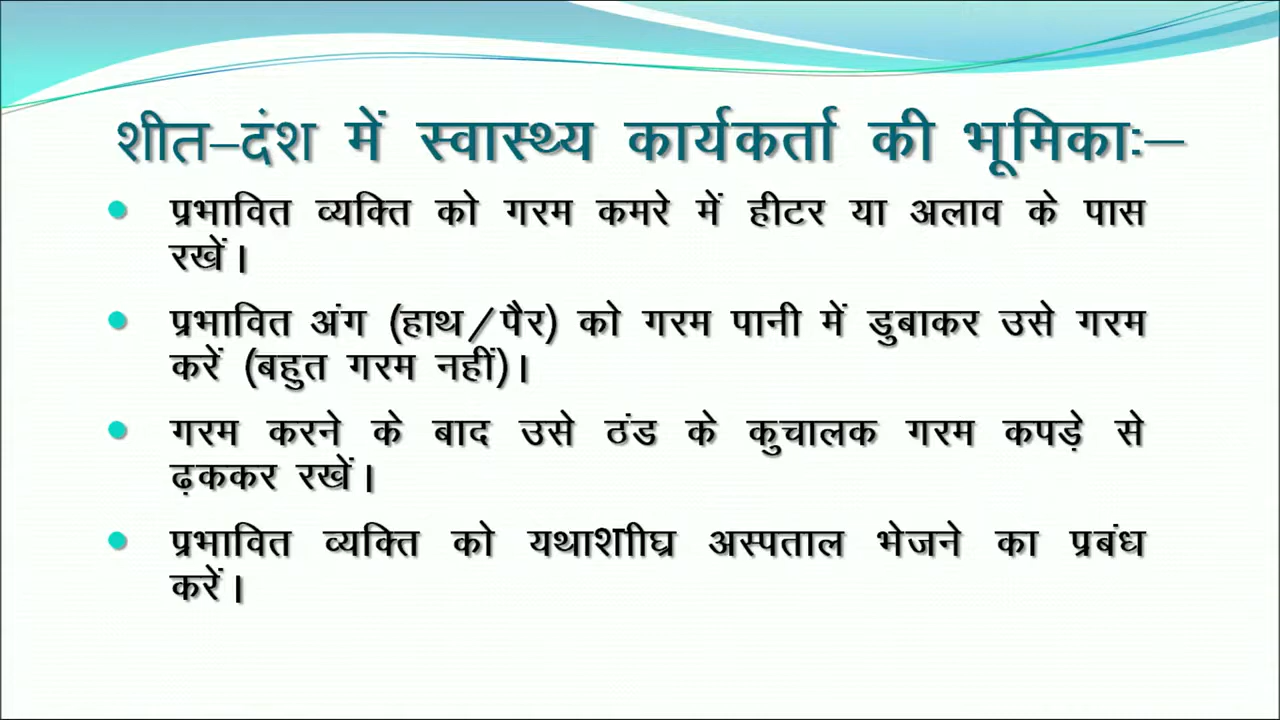 शीत–दंश में स्वास्थ्य कार्यकर्ता की भूमिकाः–
• प्रभावित व्यक्ति को गरम कमरे में हीटर या अलाव के पास
रखें।
• प्रभावित अंग (हाथ/पैर) को गरम पानी में डुबाकर उसे गरम
करें (बहुत गरम नहीं)।
• गरम करने के बाद उसे ठंड के कुचालक गरम कपड़े से
ढ़ककर रखें।
• प्रभावित व्यक्ति को यथाशाीघ्र अस्पताल भेजने का प्रबंध
करें।